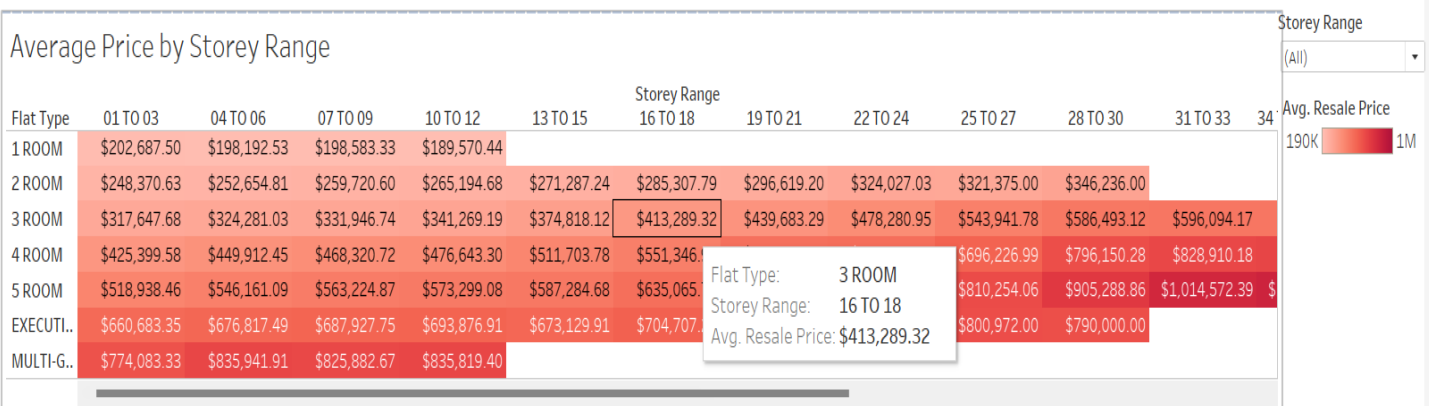 Average Price by Storey Range
Storey Range
Flat Type 01 TO 03 04 TO 06 07 TO 09 10 TO 12 13 TO 15 16 TO 18 19 TO 21 22 TO 24 25 TO 27 28 TO 30 31 TO 33 34
1 ROOM $202,687.50 $198,192.53 $198,583.33 $189,570.44
2 ROOM $248,370.63 $252,654.81 $259,720.60 $265,194.68 $271,287.24 $285,307.79 $296,619.20 $324,027.03 $321,375.00 $346,236.00
3 ROOM $317,647.68 $324,281.03 $331,946.74 $341,269.19 $374,818.12 $413,289.32 $439,683.29 $478,280.95 $543,941.78 $586,493.12 $596,094.17
4 ROOM $425,399.58 $449,912.45 $468,320.72 $476,643.30 $511,703.78 $551,346. $696,226.99 $796,150.28 $828,910.18
5 ROOM $518,938.46 $546,161.09 $563,224.87 $573,299.08 $587,284.68 $635,065. $810,254.06 $905,288.86 $1,014,572.39 $
EXECUTI.. $660,683.35 $676,817.49 $687,927.75 $693,876.91 $673,129.91 $704,707. $800,972.00 $790,000.00
MULTI-G.. $774,083.33 $835,941.91 $825,882.67 $835,819.40
Flat Type: 3 ROOM
Storey Range: 16 TO 18
Avg. Resale Price: $413,289.32
Storey Range
(All)
Avg. Resale Price
190K 1M